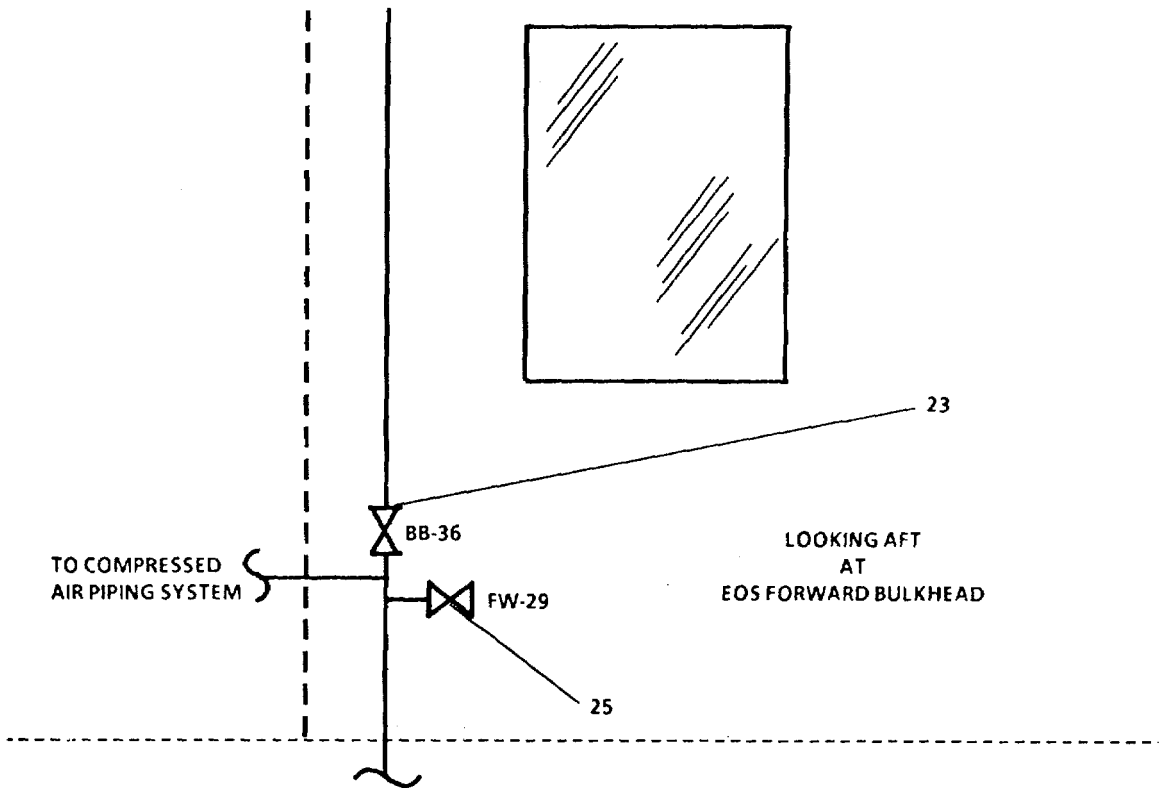 23
BB-36
TO COMPRESSED
AIR PIPING SYSTEM
FW-29
LOOKING AFT
AT
EOS FORWARD BULKHEAD
25